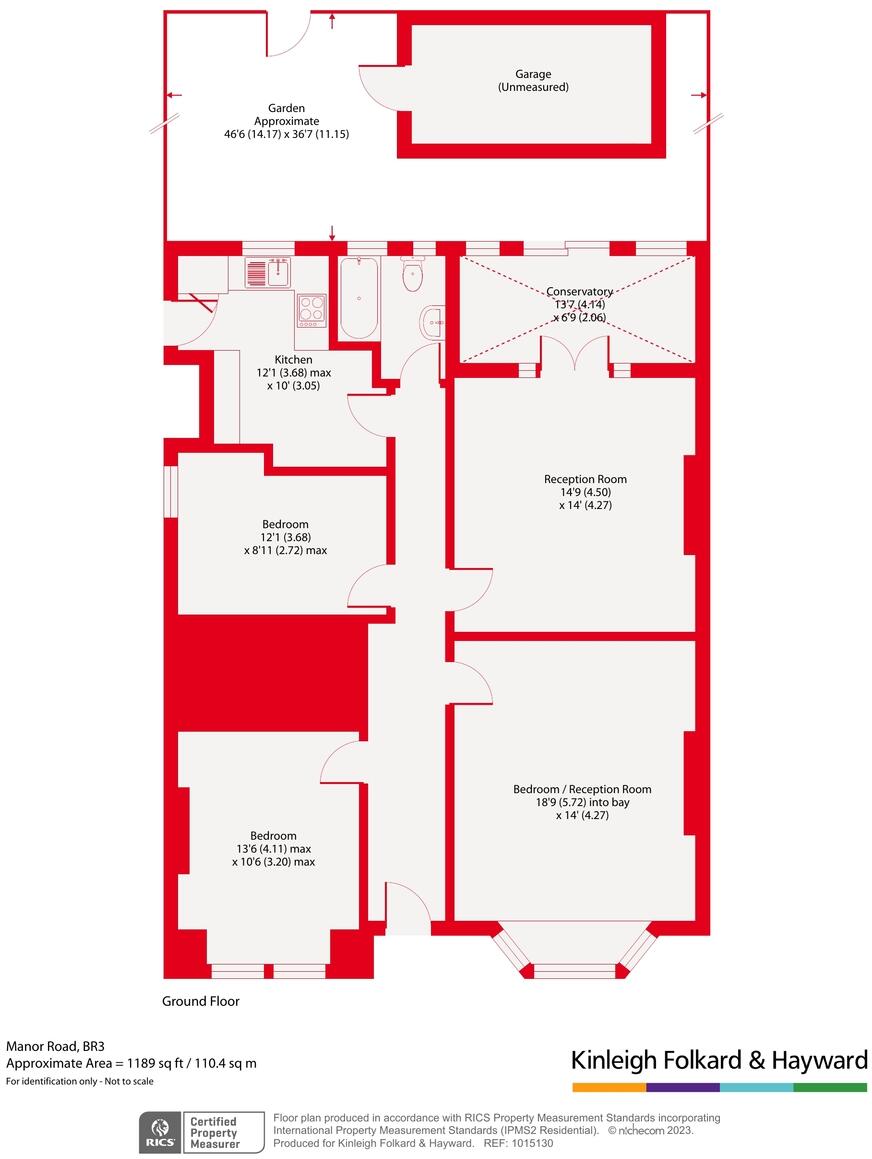 Garage
(Unmeasured)
Garden
Approximate
46'6 (14.17) x 36'7 (11.15)
Conservatory
13'7 (4.14)
x 6'9 (2.06)
Kitchen
12'1 (3.68) max
x 10' (3.05)
Reception Room
14'9 (4.50)
x 14' (4.27)
Bedroom
12'1 (3.68)
x 8'11 (2.72) max
Bedroom / Reception Room
18'9 (5.72) into bay
x 14' (4.27)
Bedroom
13'6 (4.11) max
x 10'6 (3.20) max
Ground Floor
Manor Road, BR3
Approximate Area = 1189 sq ft / 110.4 sq m
For identification only - Not to scale
Kinleigh Folkard & Hayward
RICS
Certified
Property
Measurer
Floor plan produced in accordance with RICS Property Measurement Standards incorporating
International Property Measurement Standards (IPMS2 Residential). © nichecom 2023.
Produced for Kinleigh Folkard & Hayward. REF: 1015130